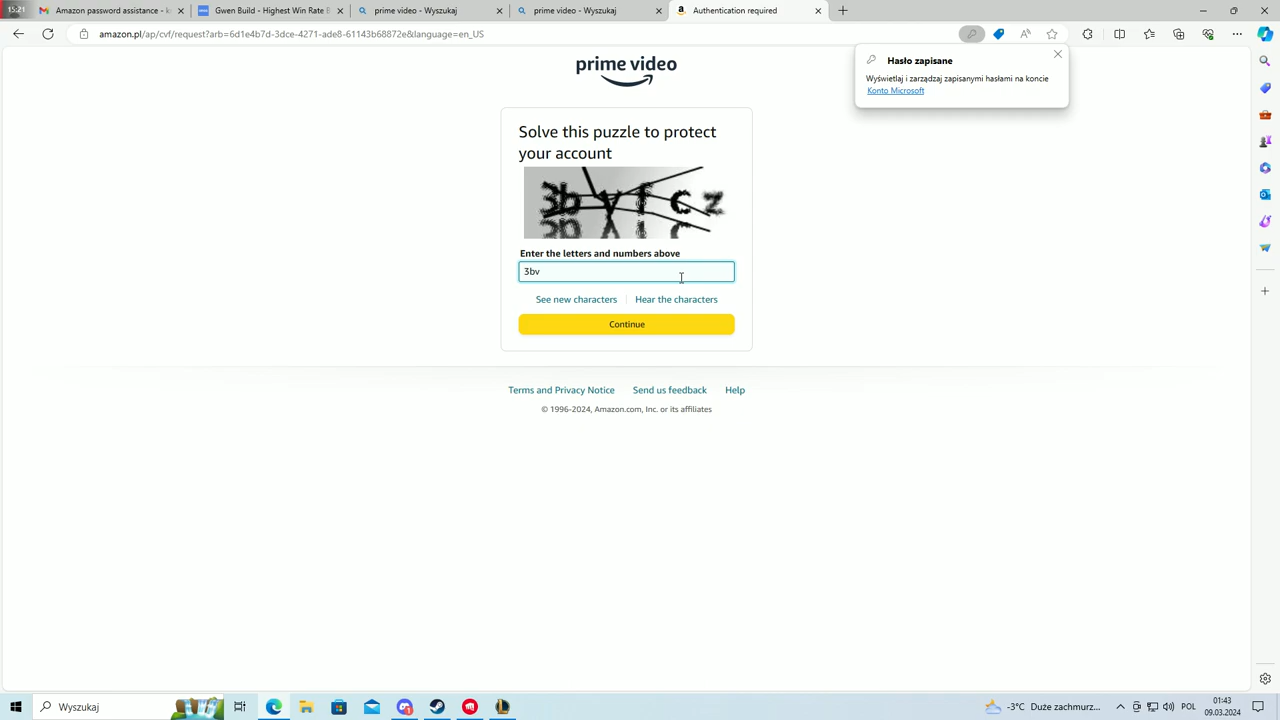 15:21
Amazon password assistance - k
Gwen Build - Highest Win Rate B
prime video - Wyszukaj
prime video - Wyszukaj
Authentication required
amazon.pl/ap/cvf/request?arb=6d1e4b7d-3dce-4271-ade8-61143b68872e&language=en_US
Hasło zapisane
Wyświetlaj i zarządzaj zapisanymi hasłami na koncie
Konto Microsoft
prime video
Solve this puzzle to protect
your account
Enter the letters and numbers above
3bv
See new characters
Hear the characters
Continue
Terms and Privacy Notice
Send us feedback
Help
© 1996-2024, Amazon.com, Inc. or its affiliates
Wyszukaj
-3°C Duże zachmurz...
POL
01:43
09.03.2024